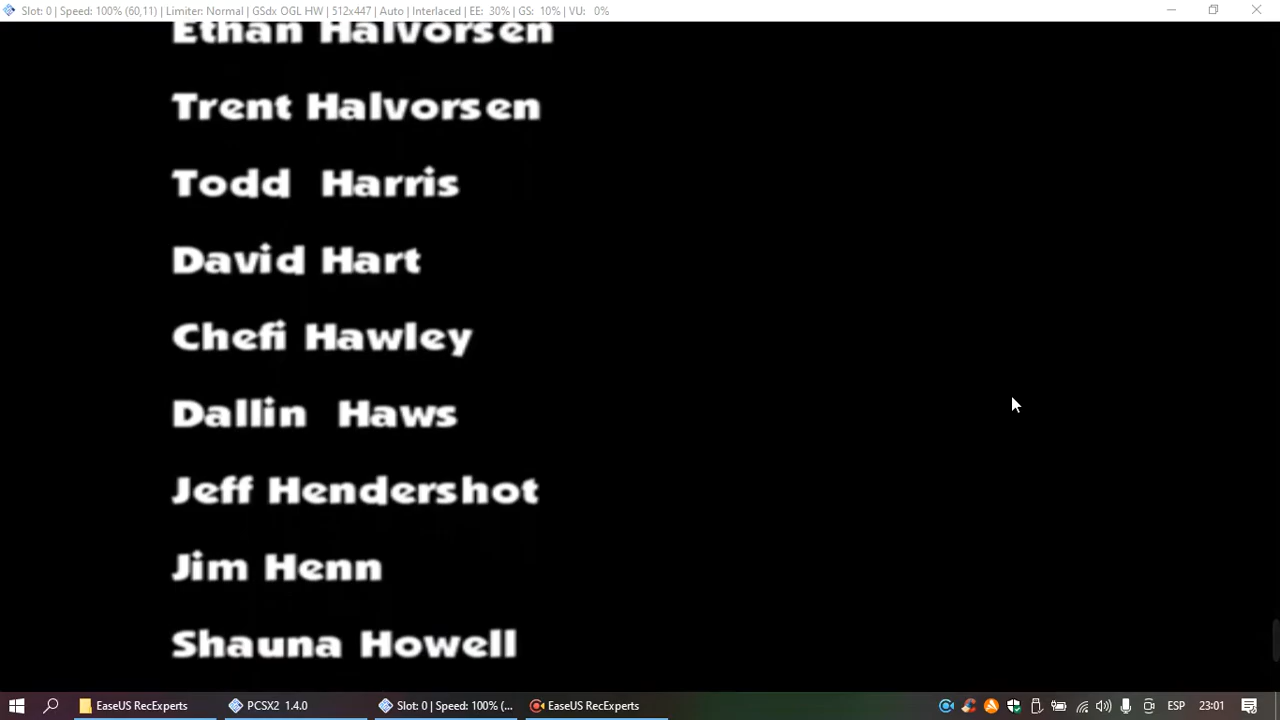 Slot: 0 | Speed: 100% (60,11) | Limiter: Normal | GSdx OGL HW | 512x447 | Auto | Interlaced | EE: 30% | GS: 10% | VU: 0%
Ethan Halvorsen
Trent Halvorsen
Todd Harris
David Hart
Chefi Hawley
Dallin Haws
Jeff Hendershot
Jim Henn
Shauna Howell
EaseUS RecExperts
PCSX2 1.4.0
Slot: 0 | Speed: 100% (...
EaseUS RecExperts
ESP
23:01